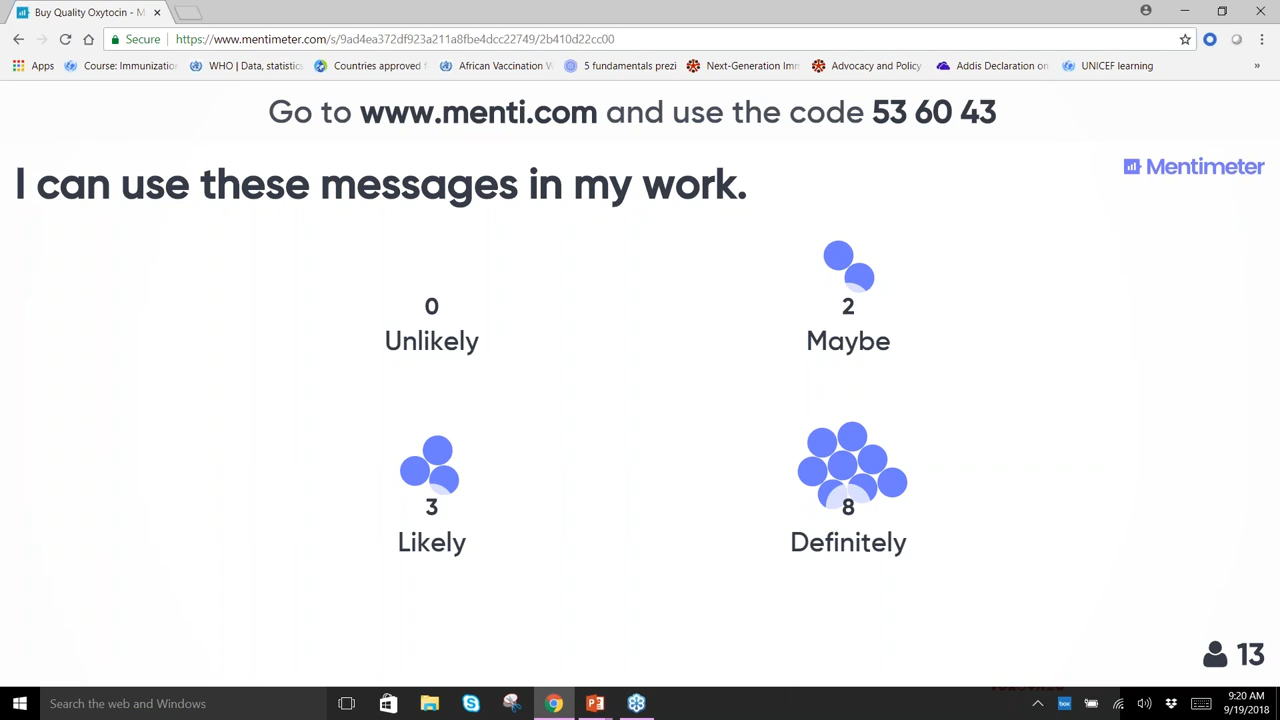 Buy Quality Oxytocin - M
Secure https://www.mentimeter.com/s/9ad4ea372df923a211a8fbe4dcc22749/2b410d22cc00
Apps Course: Immunizatio WHO | Data, statistics Countries approved f African Vaccination W 5 fundamentals prezi Next-Generation Imm Advocacy and Policy Addis Declaration on UNICEF learning »
Go to www.menti.com and use the code 53 60 43
Mentimeter
I can use these messages in my work.
0
Unlikely
2
Maybe
3
Likely
8
Definitely
13
Search the web and Windows
9:20 AM
9/19/2018